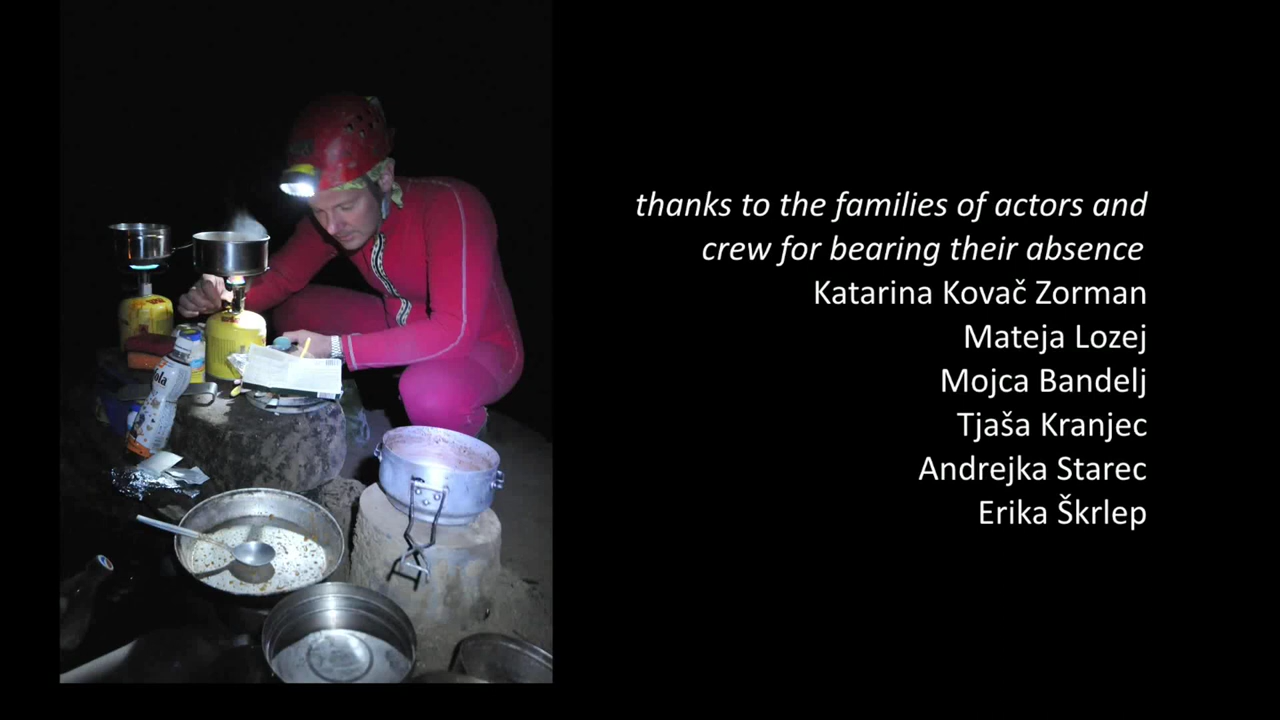 thanks to the families of actors and
crew for bearing their absence
Katarina Kovač Zorman
Mateja Lozej
Mojca Bandelj
Tjaša Kranjec
Andrejka Starec
Erika Škrlep